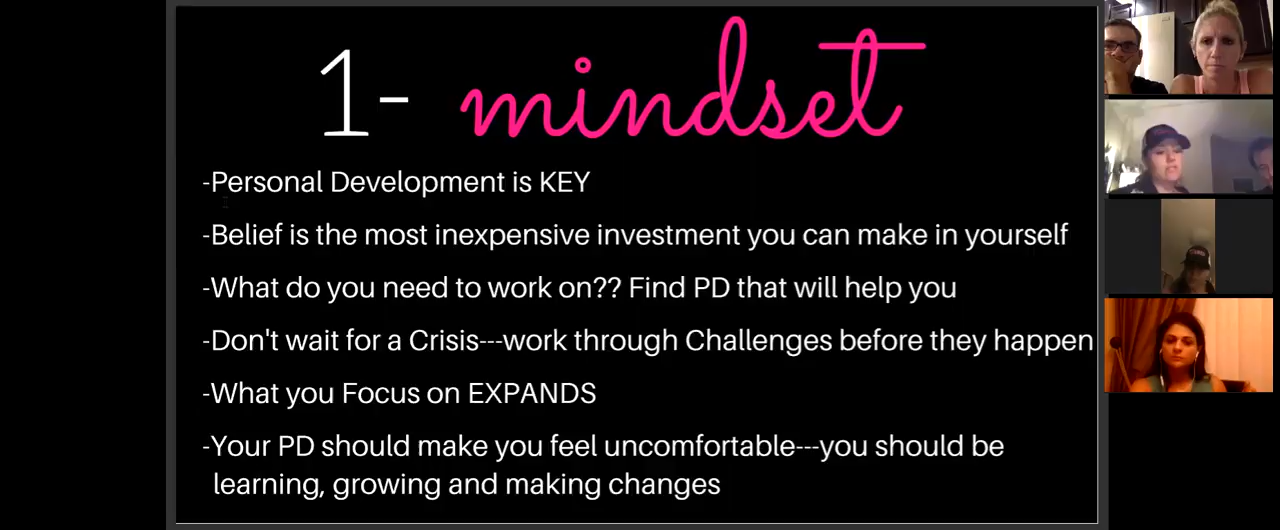 1- mindset
-Personal Development is KEY
-Belief is the most inexpensive investment you can make in yourself
-What do you need to work on?? Find PD that will help you
-Don't wait for a Crisis---work through Challenges before they happen
-What you Focus on EXPANDS
-Your PD should make you feel uncomfortable---you should be
learning, growing and making changes